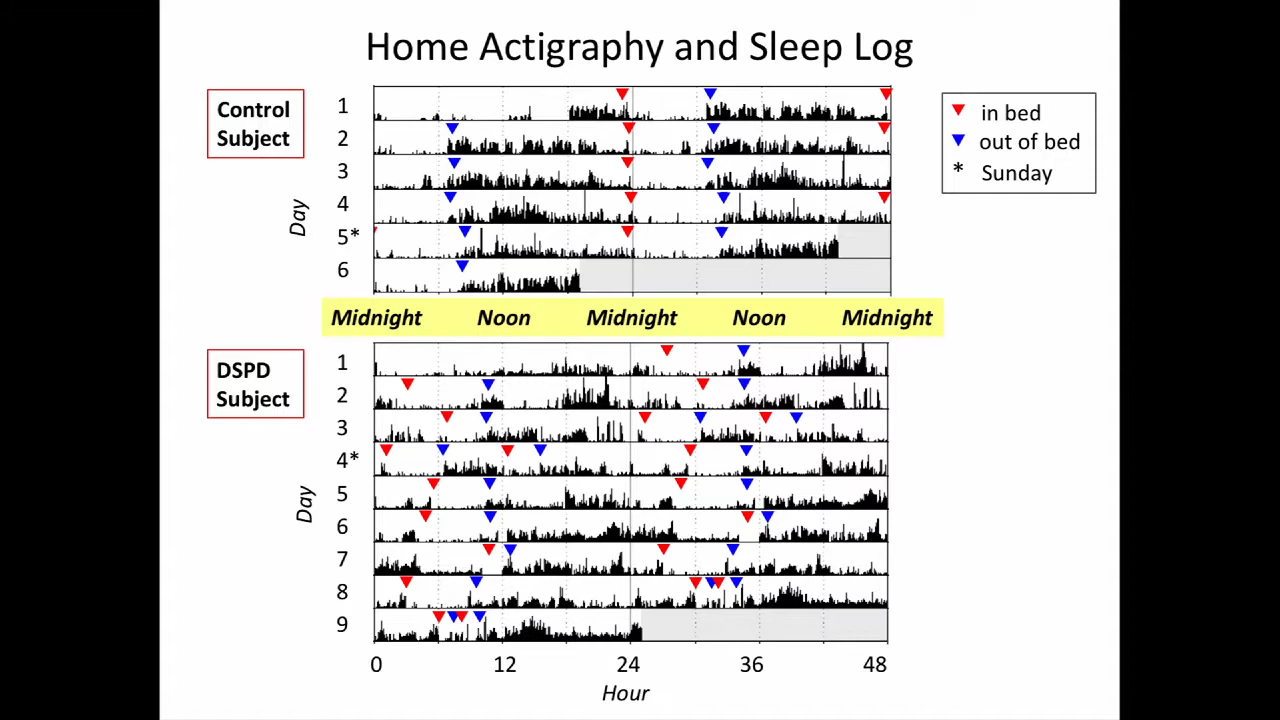 Home Actigraphy and Sleep Log
Control
Subject
1
2
3
4
5*
6
Day
in bed
out of bed
* Sunday
Midnight Noon Midnight Noon Midnight
DSPD
Subject
1
2
3
4*
5
6
7
8
9
Day
0 12 24 36 48
Hour